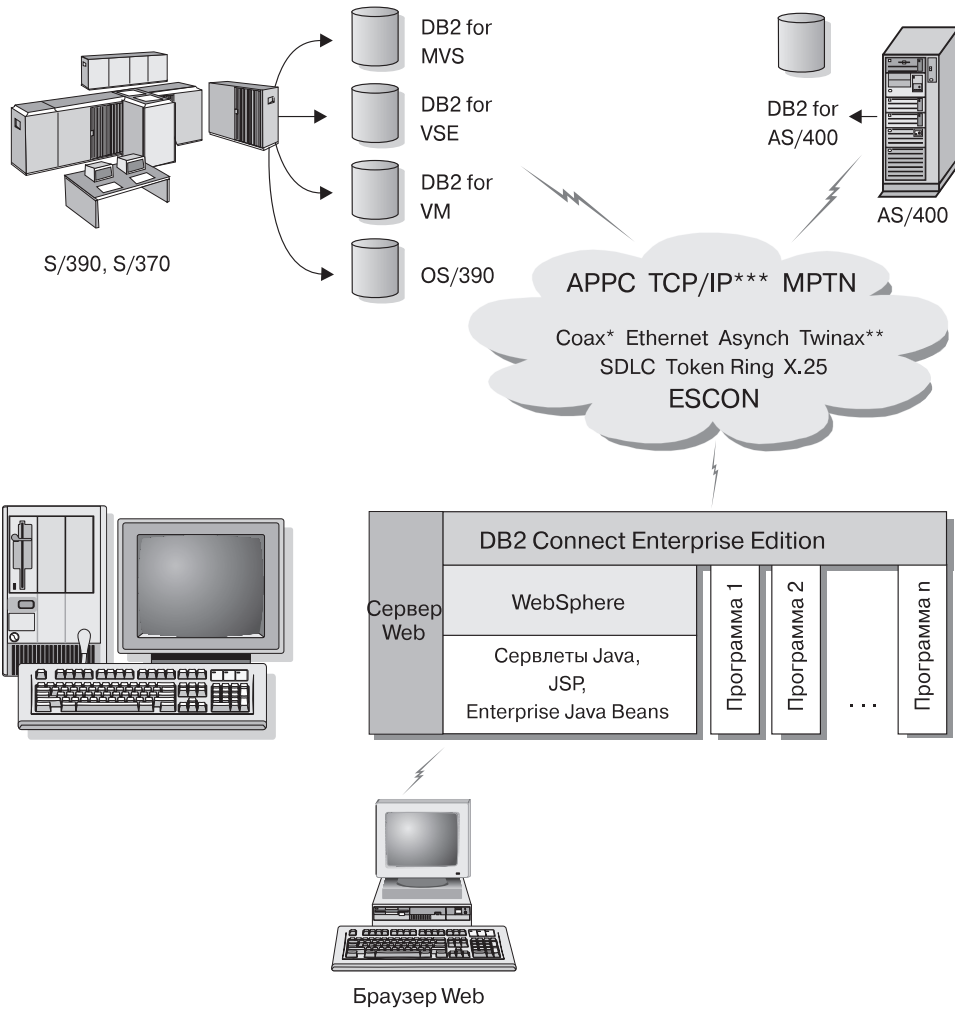 DB2 for
MVS
DB2 for
VSE
DB2 for
VM
OS/390
S/390, S/370
DB2 for
AS/400
AS/400
APPC TCP/IP*** MPTN
Coax* Ethernet Asynch Twinax**
SDLC Token Ring X.25
ESCON
DB2 Connect Enterprise Edition
Сервер
Web
WebSphere
Сервлеты Java,
JSP,
Enterprise Java Beans
Программа 1
Программа 2
...
Программа n
Браузер Web